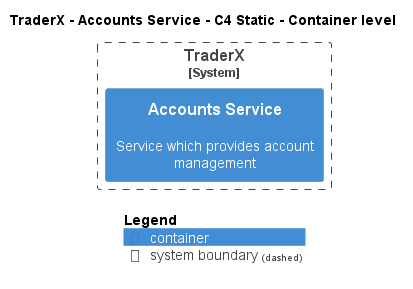 TraderX - Accounts Service - C4 Static - Container level
TraderX
[System]
Accounts Service
Service which provides account
management
Legend
container
system boundary (dashed)